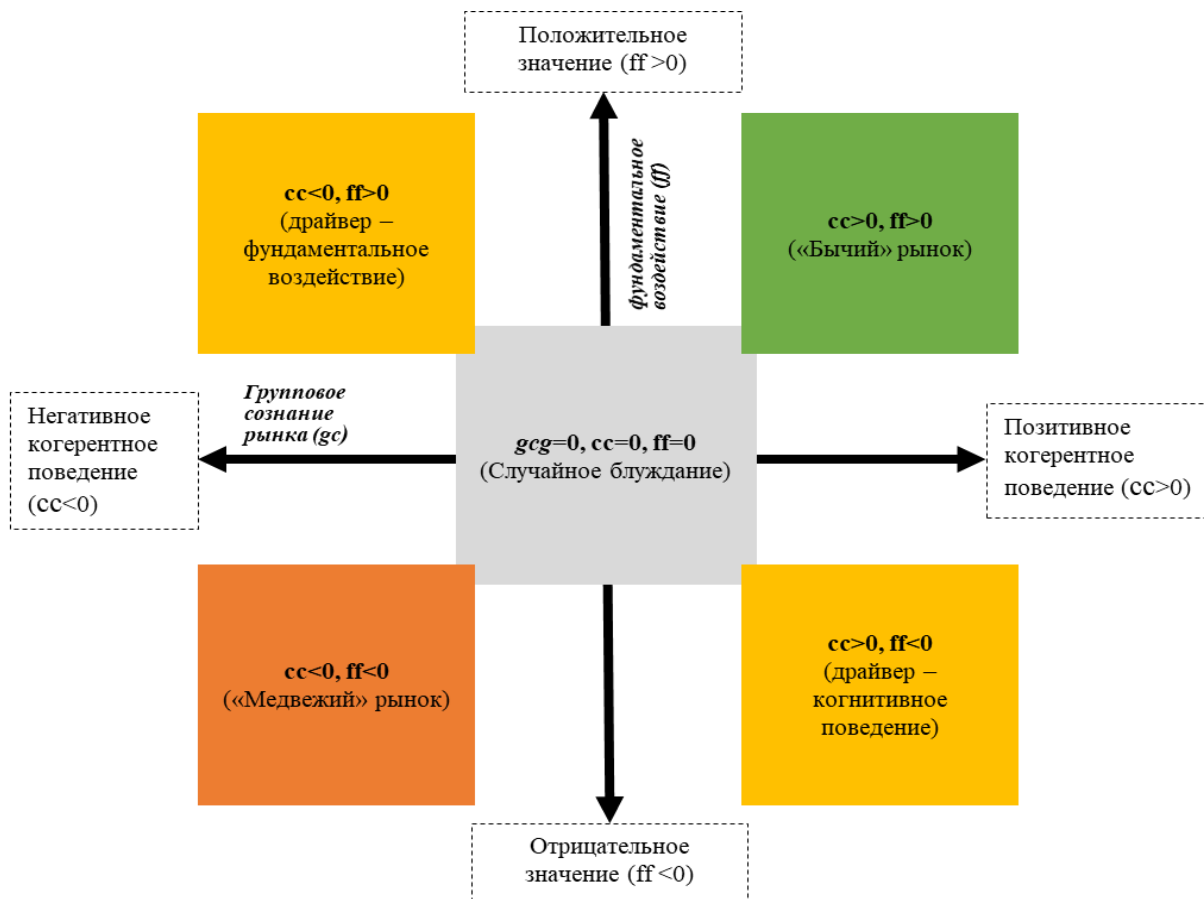 Положительное
значение (ff >0)
cc<0, ff>0
(драйвер –
фундаментальное
воздействие)
фундаментальное
воздействие (ff)
cc>0, ff>0
(«Бычий» рынок)
Негативное
когерентное
поведение
(cc<0)
Групповое
сознание
рынка (gc)
gcg=0, cc=0, ff=0
(Случайное блуждание)
Позитивное
когерентное
поведение (cc>0)
cc<0, ff<0
(«Медвежий» рынок)
cc>0, ff<0
(драйвер –
когнитивное
поведение)
Отрицательное
значение (ff <0)